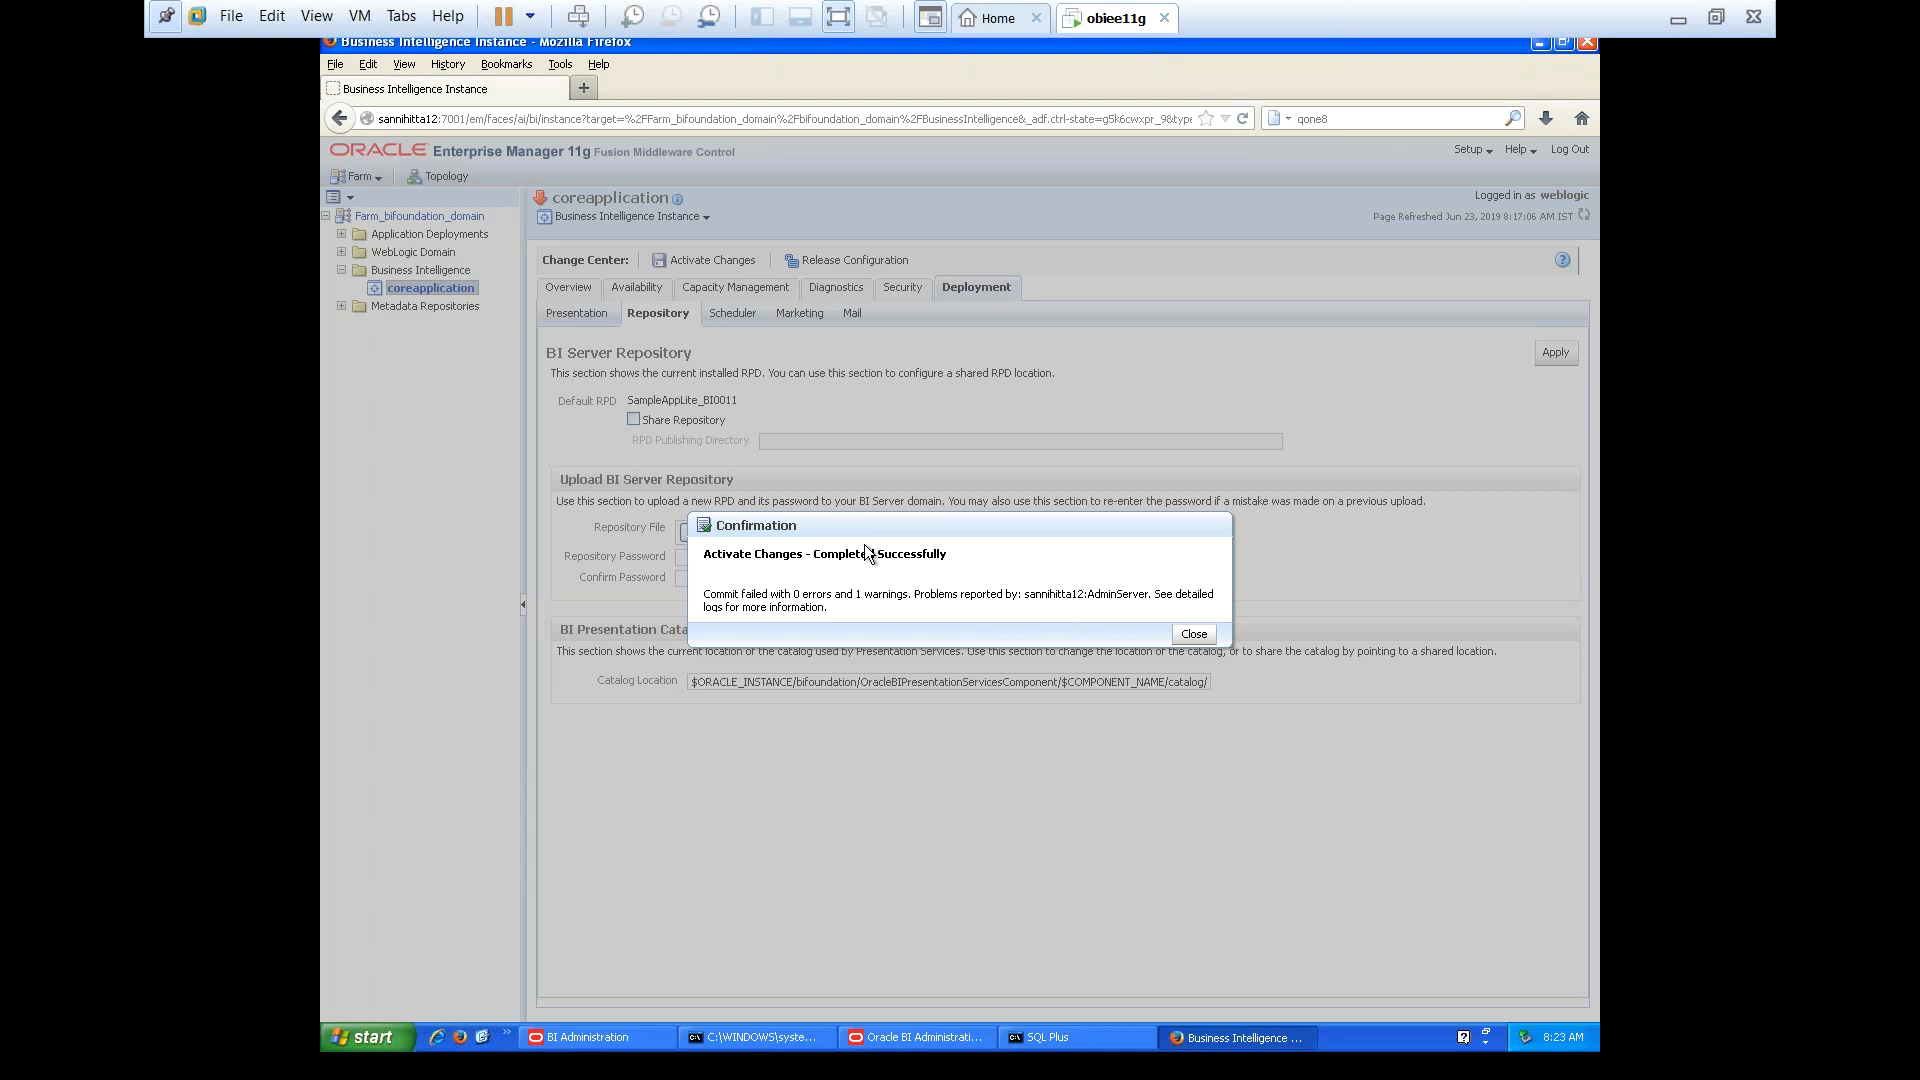 File Edit View VM Tabs Help Home obiee11g
Business Intelligence Instance - Mozilla Firefox
File Edit View History Bookmarks Tools Help
Business Intelligence Instance
sannihitta12:7001/em/faces/ai/bi/instance?target=%2FFarm_bifoundation_domain%2Fbifoundation_domain%2FBusinessIntelligence&_adf.ctrl-state=g5k6cwxpr_9&type qone8
ORACLE Enterprise Manager 11g Fusion Middleware Control Setup Help Log Out
Farm Topology
coreapplication Logged in as weblogic
Farm_bifoundation_domain Business Intelligence Instance Page Refreshed Jun 23, 2019 8:17:06 AM IST
Application Deployments
WebLogic Domain
Business Intelligence
coreapplication
Metadata Repositories
Change Center: Activate Changes Release Configuration
Overview Availability Capacity Management Diagnostics Security Deployment
Presentation Repository Scheduler Marketing Mail
BI Server Repository Apply
This section shows the current installed RPD. You can use this section to configure a shared RPD location.
Default RPD SampleAppLite_BI0011
Share Repository
RPD Publishing Directory
Upload BI Server Repository
Use this section to upload a new RPD and its password to your BI Server domain. You may also use this section to re-enter the password if a mistake was made on a previous upload.
Repository File
Repository Password
Confirm Password
Confirmation
Activate Changes - Completed Successfully
Commit failed with 0 errors and 1 warnings. Problems reported by: sannihitta12:AdminServer. See detailed
logs for more information.
Close
BI Presentation Cata
This section shows the current location of the catalog used by Presentation Services. Use this section to change the location of the catalog, or to share the catalog by pointing to a shared location.
Catalog Location $ORACLE_INSTANCE/bifoundation/OracleBIPresentationServicesComponent/$COMPONENT_NAME/catalog/
start BI Administration C:\WINDOWS\syste... Oracle BI Administrati... SQL Plus Business Intelligence ... 8:23 AM